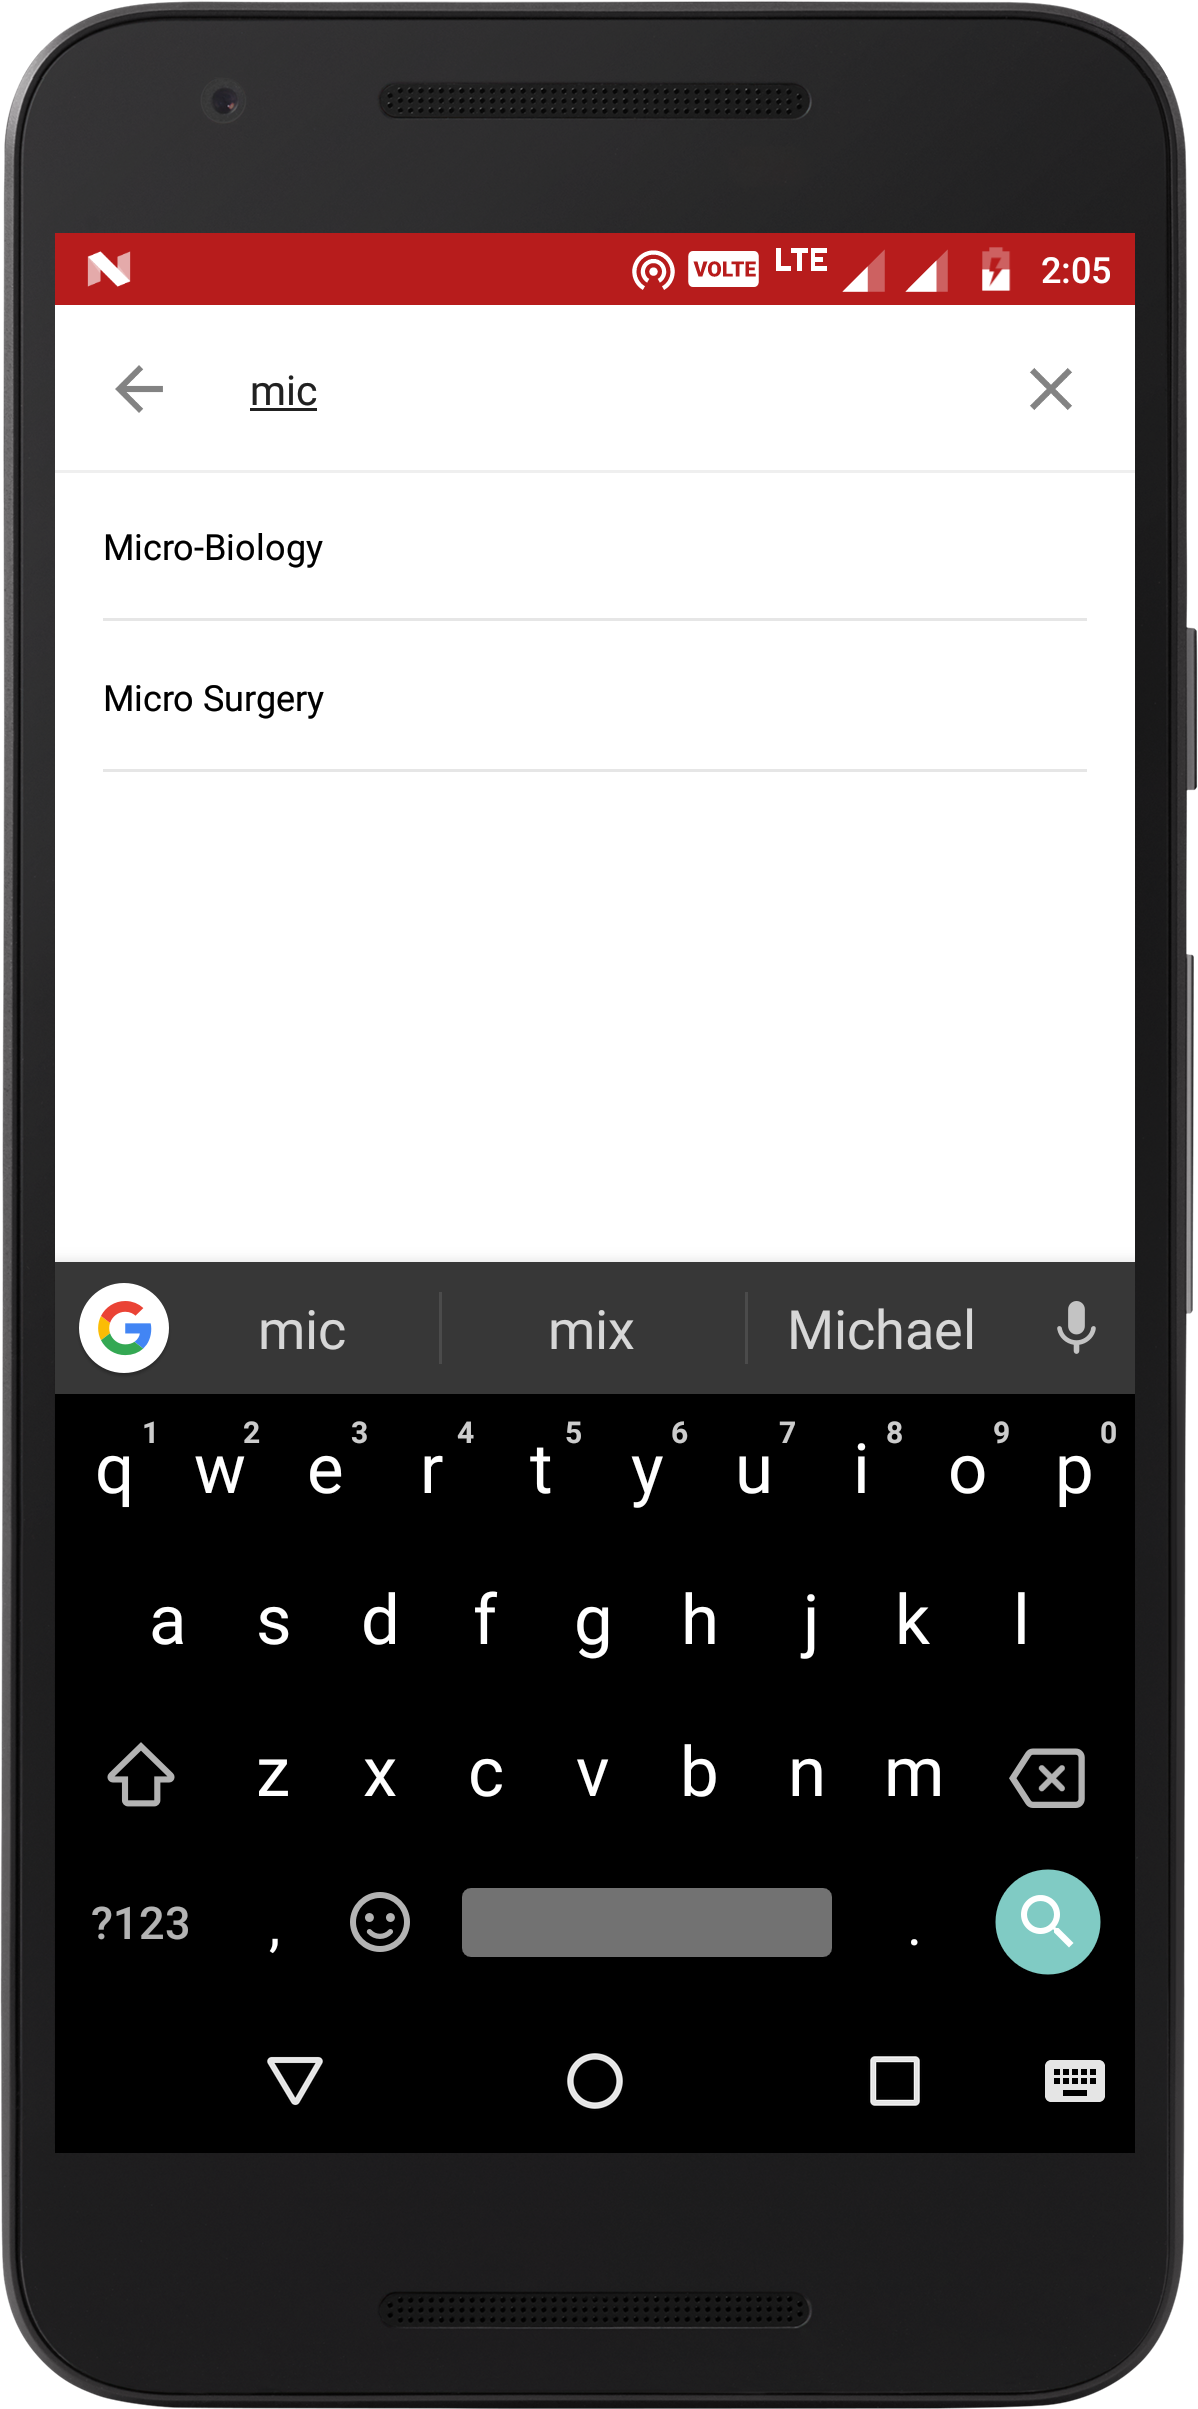 VOLTE LTE 2:05
mic
Micro-Biology
Micro Surgery
G mic mix Michael
1 2 3 4 5 6 7 8 9 0
q w e r t y u i o p
a s d f g h j k l
z x c v b n m
?123 , .